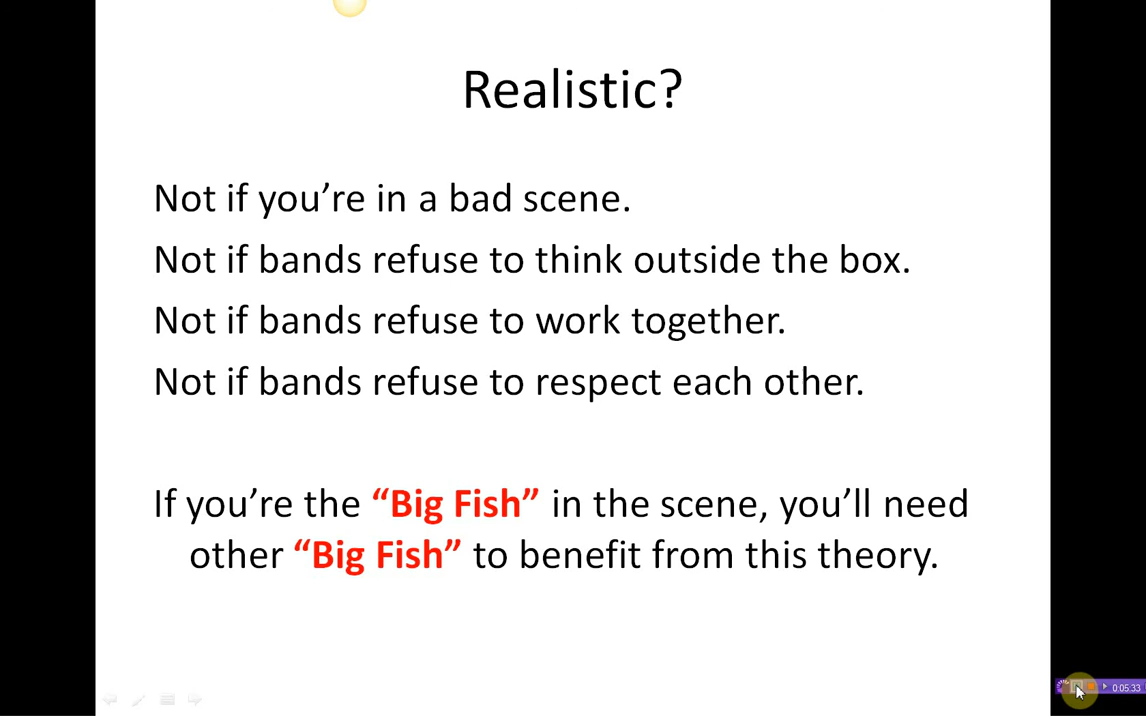 Realistic?
Not if you’re in a bad scene.
Not if bands refuse to think outside the box.
Not if bands refuse to work together.
Not if bands refuse to respect each other.
If you’re the “Big Fish” in the scene, you’ll need
other “Big Fish” to benefit from this theory.
0:05:33